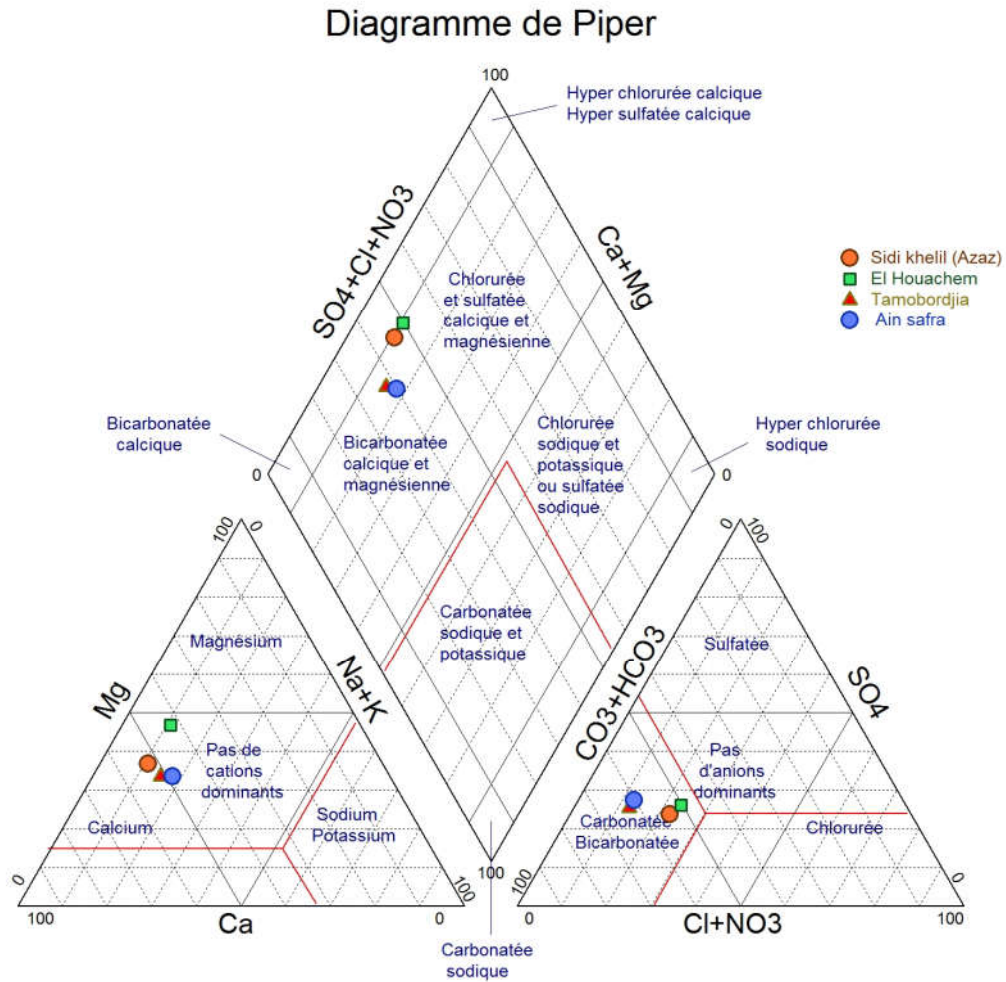 Diagramme de Piper
100
Hyper chlorurée calcique
Hyper sulfatée calcique
SO4+Cl+NO3
Ca+Mg
Chlorurée
et sulfatée
calcique et
magnésienne
Sidi khelil (Azaz)
El Houachem
Tamobordjia
Ain safra
Bicarbonatée
calcique
Bicarbonatée
calcique et
magnésienne
Chlorurée
sodique et
potassique
ou sulfatée
sodique
Hyper chlorurée
sodique
0
0
Carbonatée
sodique et
potassique
100
Carbonatée
sodique
100
0
Magnésium
Mg
Na+K
Pas de
cations
dominants
Calcium
Sodium
Potassium
0
100
100
Ca
0
0
100
Sulfatée
CO3+HCO3
SO4
Pas
d'anions
dominants
Carbonatée
Bicarbonatée
Chlorurée
100
0
0
Cl+NO3
100